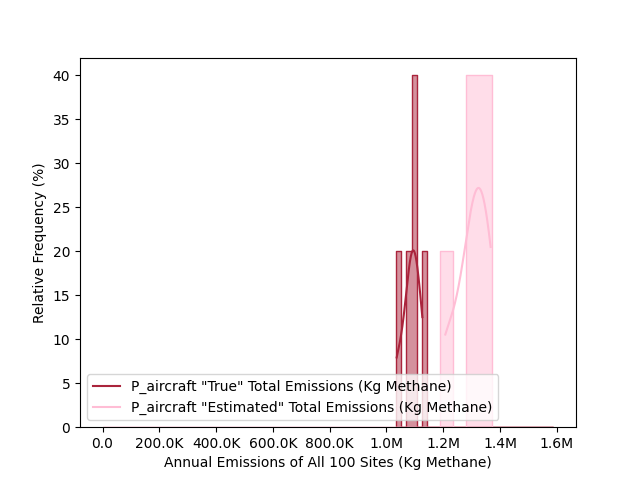 40
35
30
25
20
15
10
5
0
Relative Frequency (%)
P_aircraft "True" Total Emissions (Kg Methane)
P_aircraft "Estimated" Total Emissions (Kg Methane)
0.0 200.0K 400.0K 600.0K 800.0K 1.0M 1.2M 1.4M 1.6M
Annual Emissions of All 100 Sites (Kg Methane)